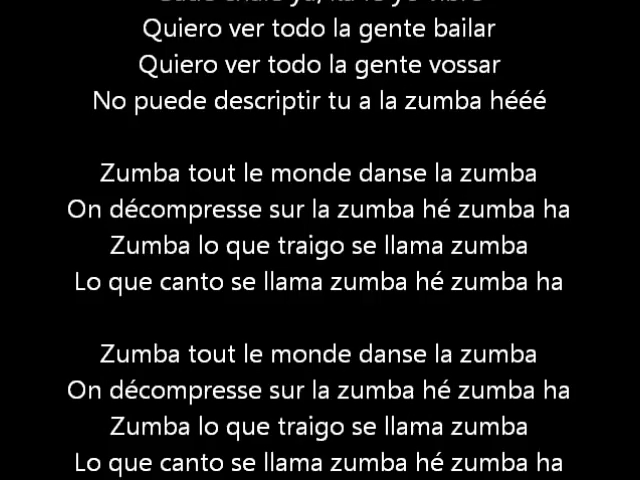 Quiero ver todo la gente bailar
Quiero ver todo la gente vossar
No puede descriptir tu a la zumba hééé
Zumba tout le monde danse la zumba
On décompresse sur la zumba hé zumba ha
Zumba lo que traigo se llama zumba
Lo que canto se llama zumba hé zumba ha
Zumba tout le monde danse la zumba
On décompresse sur la zumba hé zumba ha
Zumba lo que traigo se llama zumba
Lo que canto se llama zumba hé zumba ha